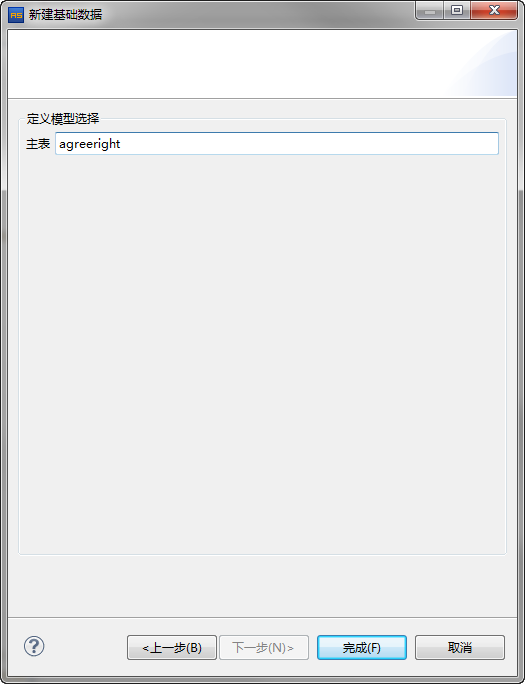 AS 新建基础数据
定义模型选择
主表 agreeright
? <上一步(B) 下一步(N)> 完成(F) 取消